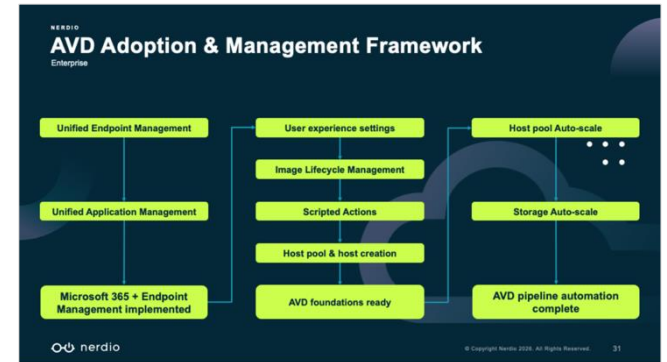 NERDIO
AVD Adoption & Management Framework
Enterprise
Unified Endpoint Management
Unified Application Management
Microsoft 365 + Endpoint
Management implemented
User experience settings
Image Lifecycle Management
Scripted Actions
Host pool & host creation
AVD foundations ready
Host pool Auto-scale
Storage Auto-scale
AVD pipeline automation
complete
nerdio
© Copyright Nerdio 2026. All Rights Reserved.
31